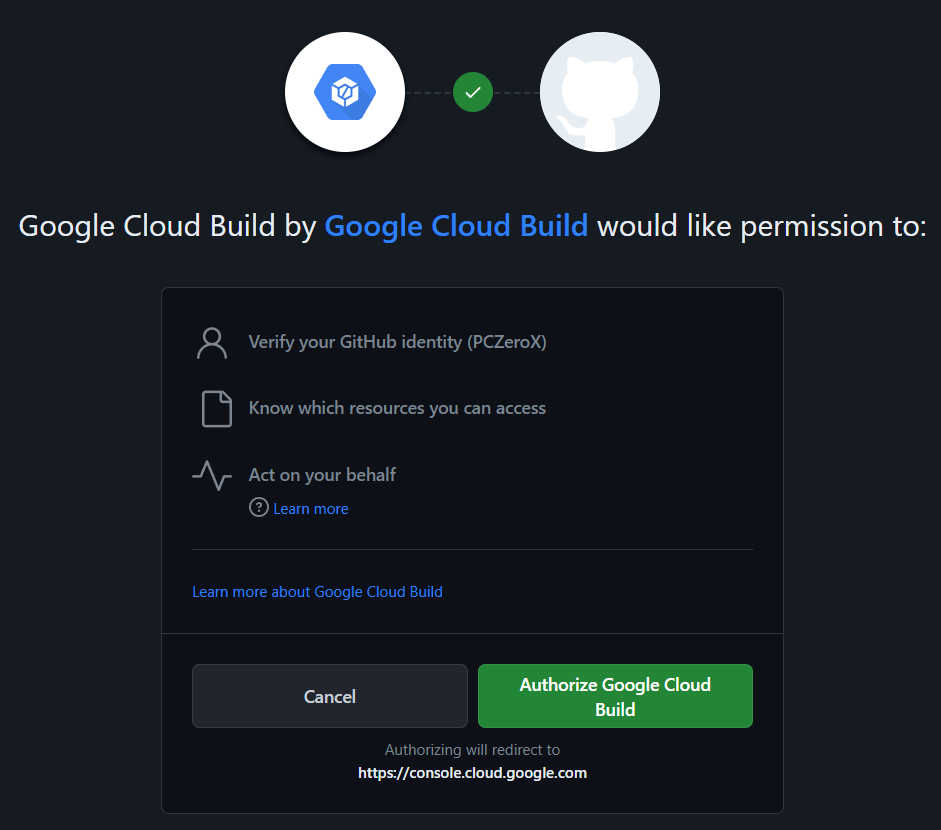 Google Cloud Build by Google Cloud Build would like permission to:
Verify your GitHub identity (PCZeroX)
Know which resources you can access
Act on your behalf
Learn more
Learn more about Google Cloud Build
Cancel
Authorize Google Cloud
Build
Authorizing will redirect to
https://console.cloud.google.com